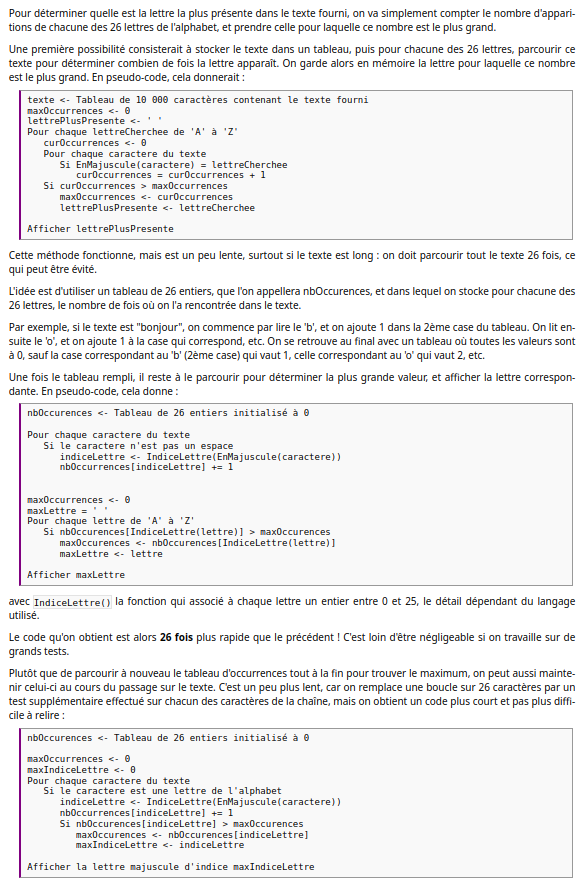 Pour déterminer quelle est la lettre la plus présente dans le texte fourni, on va simplement compter le nombre d'appari-
tions de chacune des 26 lettres de l'alphabet, et prendre celle pour laquelle ce nombre est le plus grand.
Une première possibilité consisterait à stocker le texte dans un tableau, puis pour chacune des 26 lettres, parcourir ce
texte pour déterminer combien de fois la lettre apparaît. On garde alors en mémoire la lettre pour laquelle ce nombre
est le plus grand. En pseudo-code, cela donnerait :
texte <- Tableau de 10 000 caractères contenant le texte fourni
maxOccurrences <- 0
lettrePlusPresente <- ' '
Pour chaque lettreCherchee de 'A' à 'Z'
   curOccurences <- 0
   Pour chaque caractere du texte
      Si EnMajuscule(caractere) = lettreCherchee
         curOccurences = curOccurences + 1
   Si curOccurences > maxOccurrences
      maxOccurrences <- curOccurences
      lettrePlusPresente <- lettreCherchee
Afficher lettrePlusPresente
Cette méthode fonctionne, mais est un peu lente, surtout si le texte est long : on doit parcourir tout le texte 26 fois, ce
qui peut être évité.
L'idée est d'utiliser un tableau de 26 entiers, que l'on appellera nbOccurences, et dans lequel on stocke pour chacune des
26 lettres, le nombre de fois où on l'a rencontrée dans le texte.
Par exemple, si le texte est "bonjour", on commence par lire le 'b', et on ajoute 1 dans la 2ème case du tableau. On lit en-
suite le 'o', et on ajoute 1 à la case qui correspond, etc. On se retrouve au final avec un tableau où toutes les valeurs sont
à 0, sauf la case correspondant au 'b' (2ème case) qui vaut 1, celle correspondant au 'o' qui vaut 2, etc.
Une fois le tableau rempli, il reste à le parcourir pour déterminer la plus grande valeur, et afficher la lettre correspon-
dante. En pseudo-code, cela donne :
nbOccurences <- Tableau de 26 entiers initialisé à 0
Pour chaque caractere du texte
   Si le caractere n'est pas un espace
      indiceLettre <- IndiceLettre(EnMajuscule(caractere))
      nbOccurrences[indiceLettre] += 1
maxOccurrences <- 0
maxLettre = ' '
Pour chaque lettre de 'A' à 'Z'
   Si nbOccurences[IndiceLettre(lettre)] > maxOccurences
      maxOccurences <- nbOccurences[IndiceLettre(lettre)]
      maxLettre <- lettre
Afficher maxLettre
avec IndiceLettre() la fonction qui associé à chaque lettre un entier entre 0 et 25, le détail dépendant du langage
utilisé.
Le code qu'on obtient est alors 26 fois plus rapide que le précédent ! C'est loin d'être négligeable si on travaille sur de
grands tests.
Plutôt que de parcourir à nouveau le tableau d'occurrences tout à la fin pour trouver le maximum, on peut aussi mainte-
nir celui-ci au cours du passage sur le texte. C'est un peu plus lent, car on remplace une boucle sur 26 caractères par un
test supplémentaire effectué sur chacun des caractères de la chaîne, mais on obtient un code plus court et pas plus diffi-
cile à relire :
nbOccurences <- Tableau de 26 entiers initialisé à 0
maxOccurences <- 0
maxIndiceLettre <- 0
Pour chaque caractere du texte
   Si le caractere est une lettre de l'alphabet
      indiceLettre <- IndiceLettre(EnMajuscule(caractere))
      nbOccurences[indiceLettre] += 1
      Si nbOccurences[indiceLettre] > maxOccurences
         maxOccurences <- nbOccurences[indiceLettre]
         maxIndiceLettre <- indiceLettre
Afficher la lettre majuscule d'indice maxIndiceLettre